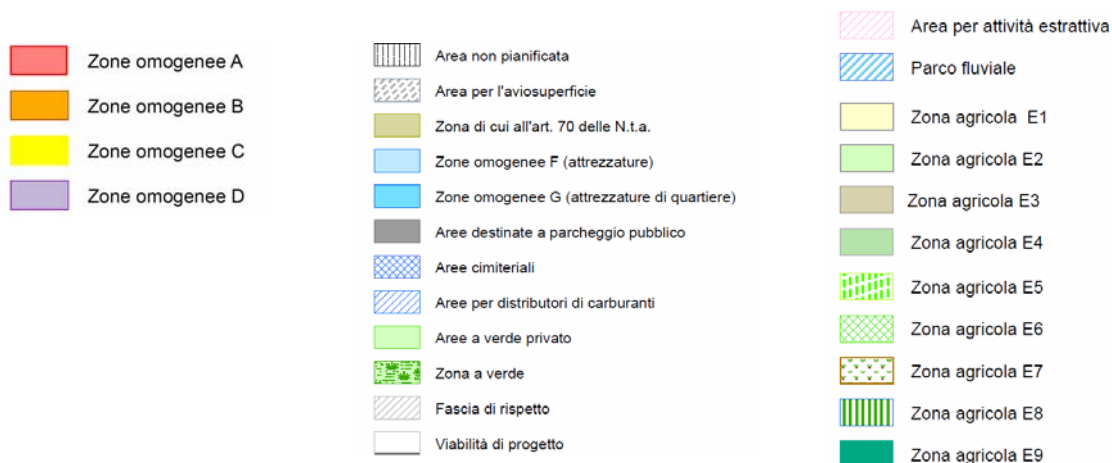 Zone omogenee A
Zone omogenee B
Zone omogenee C
Zone omogenee D
Area non pianificata
Area per l'aviosuperficie
Zona di cui all'art. 70 delle N.t.a.
Zone omogenee F (attrezzature)
Zone omogenee G (attrezzature di quartiere)
Aree destinate a parcheggio pubblico
Aree cimiteriali
Aree per distributori di carburanti
Aree a verde privato
Zona a verde
Fascia di rispetto
Viabilità di progetto
Area per attività estrattiva
Parco fluviale
Zona agricola E1
Zona agricola E2
Zona agricola E3
Zona agricola E4
Zona agricola E5
Zona agricola E6
Zona agricola E7
Zona agricola E8
Zona agricola E9